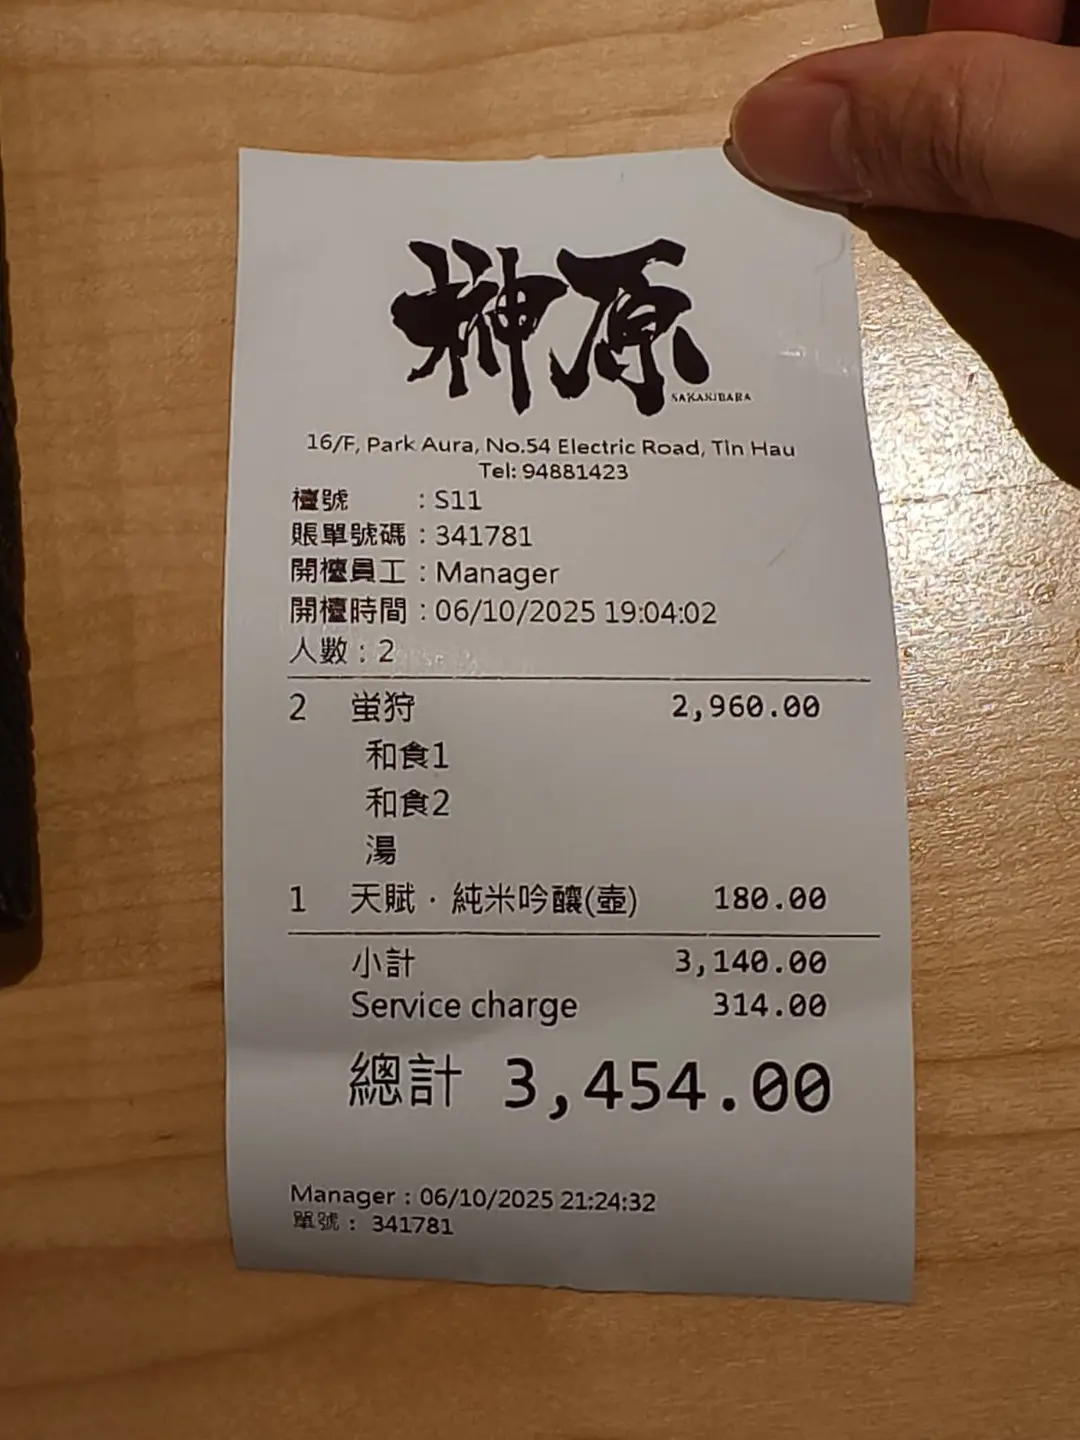 榊原
SAKAKIBARA
16/F, Park Aura, No.54 Electric Road, Tin Hau
Tel: 94881423
檯號 : S11
賬單號碼 : 341781
開檯員工 : Manager
開檯時間 : 06/10/2025 19:04:02
人數 : 2
2 蛍狩 2,960.00
和食1
和食2
湯
1 天賦 · 純米吟釀(壺) 180.00
小計 3,140.00
Service charge 314.00
總計 3,454.00
Manager : 06/10/2025 21:24:32
單號 : 341781